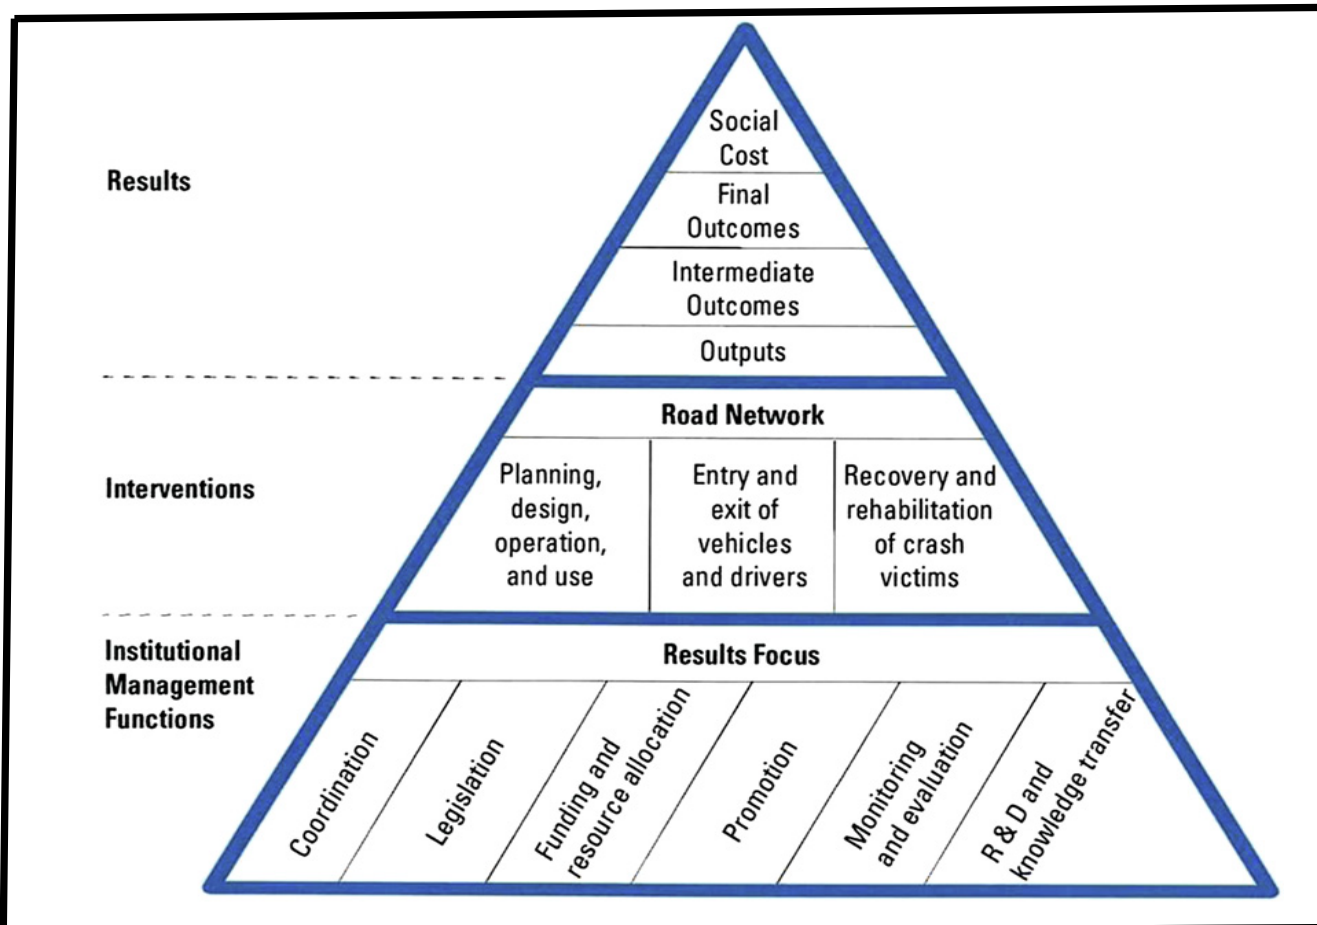 Results
Social
Cost
Final
Outcomes
Intermediate
Outcomes
Outputs
Interventions
Road Network
Planning,
design,
operation,
and use
Entry and
exit of
vehicles
and drivers
Recovery and
rehabilitation
of crash
victims
Institutional
Management
Functions
Results Focus
Coordination
Legislation
Funding and
resource allocation
Promotion
Monitoring
and evaluation
R & D and
knowledge transfer